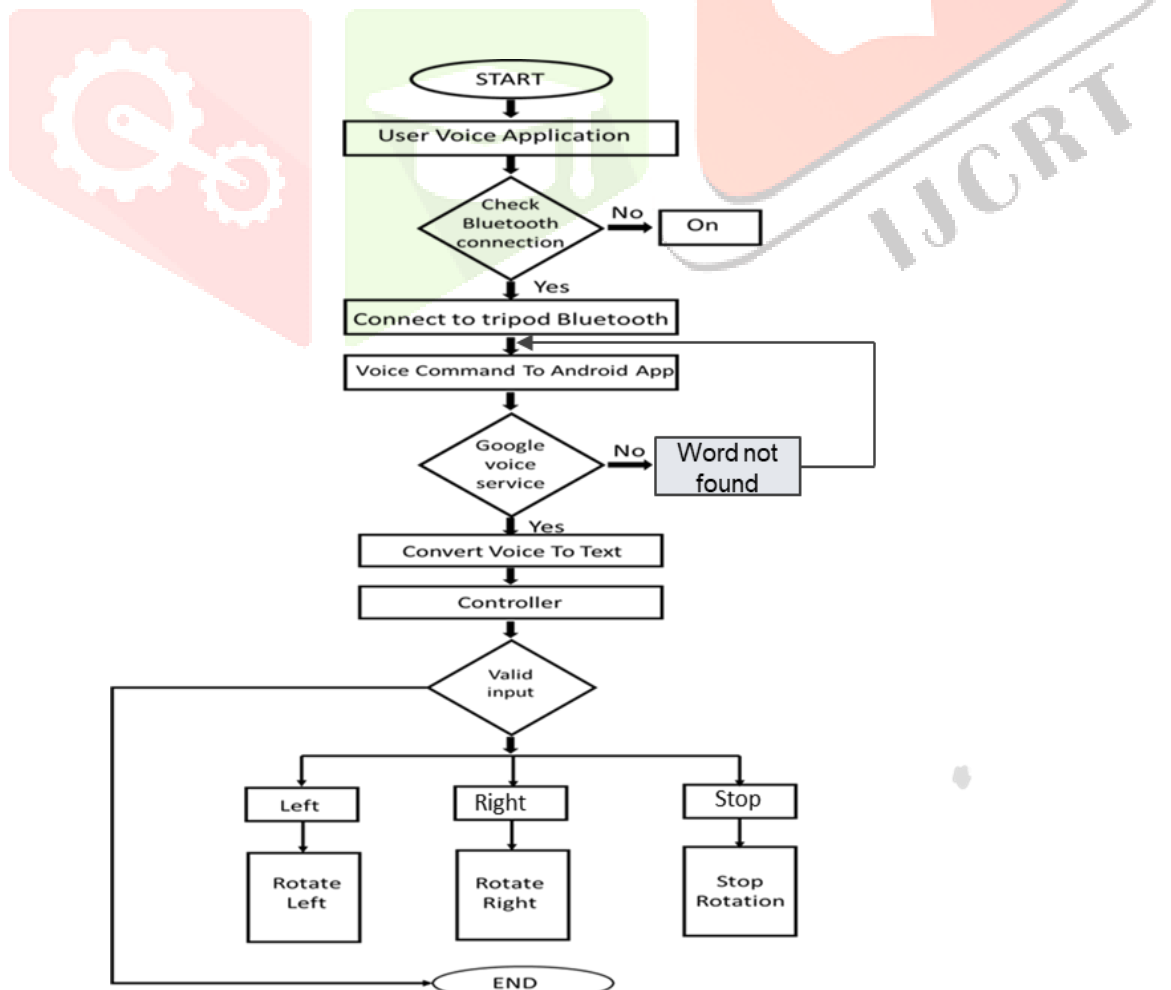 START
User Voice Application
Check
Bluetooth
connection
No
On
Yes
Connect to tripod Bluetooth
Voice Command To Android App
Google
voice
service
No
Word not
found
Yes
Convert Voice To Text
Controller
Valid
input
Left
Right
Stop
Rotate
Left
Rotate
Right
Stop
Rotation
END
IJCRT